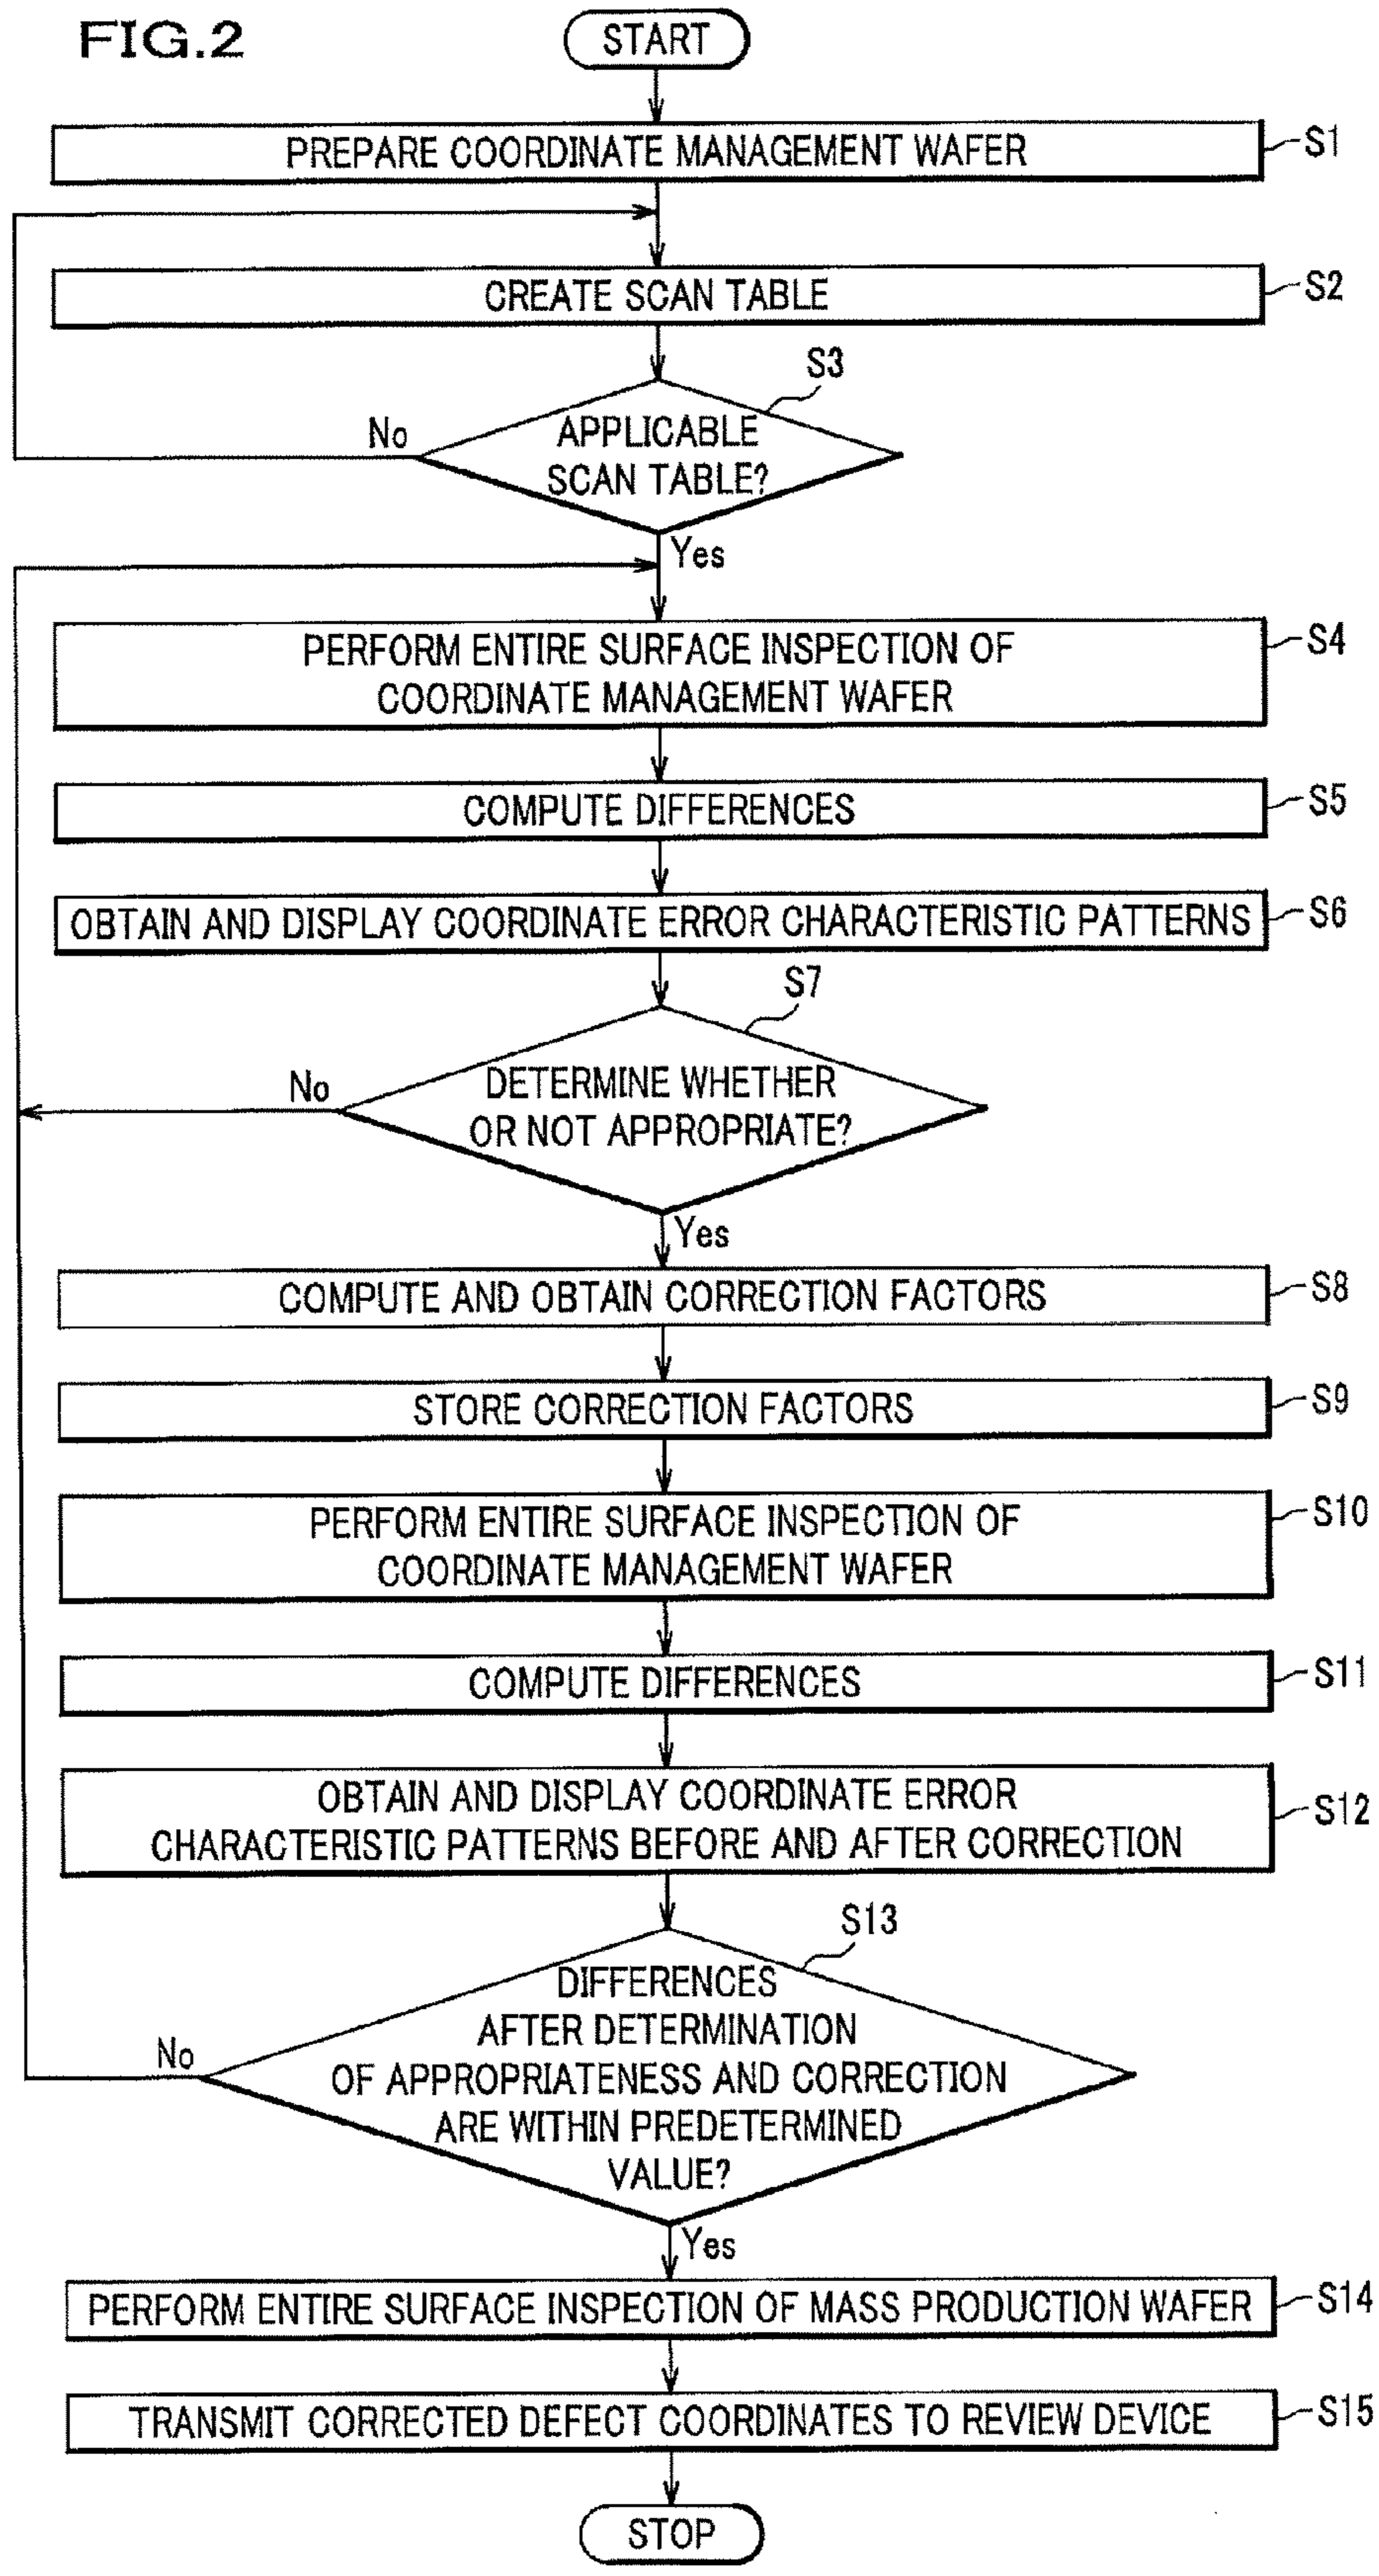 FIG.2
START
PREPARE COORDINATE MANAGEMENT WAFER
S1
CREATE SCAN TABLE
S2
S3
No
APPLICABLE
SCAN TABLE?
Yes
PERFORM ENTIRE SURFACE INSPECTION OF
COORDINATE MANAGEMENT WAFER
S4
COMPUTE DIFFERENCES
S5
OBTAIN AND DISPLAY COORDINATE ERROR CHARACTERISTIC PATTERNS
S6
S7
No
DETERMINE WHETHER
OR NOT APPROPRIATE?
Yes
COMPUTE AND OBTAIN CORRECTION FACTORS
S8
STORE CORRECTION FACTORS
S9
PERFORM ENTIRE SURFACE INSPECTION OF
COORDINATE MANAGEMENT WAFER
S10
COMPUTE DIFFERENCES
S11
OBTAIN AND DISPLAY COORDINATE ERROR
CHARACTERISTIC PATTERNS BEFORE AND AFTER CORRECTION
S12
S13
No
DIFFERENCES
AFTER DETERMINATION
OF APPROPRIATENESS AND CORRECTION
ARE WITHIN PREDETERMINED
VALUE?
Yes
PERFORM ENTIRE SURFACE INSPECTION OF MASS PRODUCTION WAFER
S14
TRANSMIT CORRECTED DEFECT COORDINATES TO REVIEW DEVICE
S15
STOP